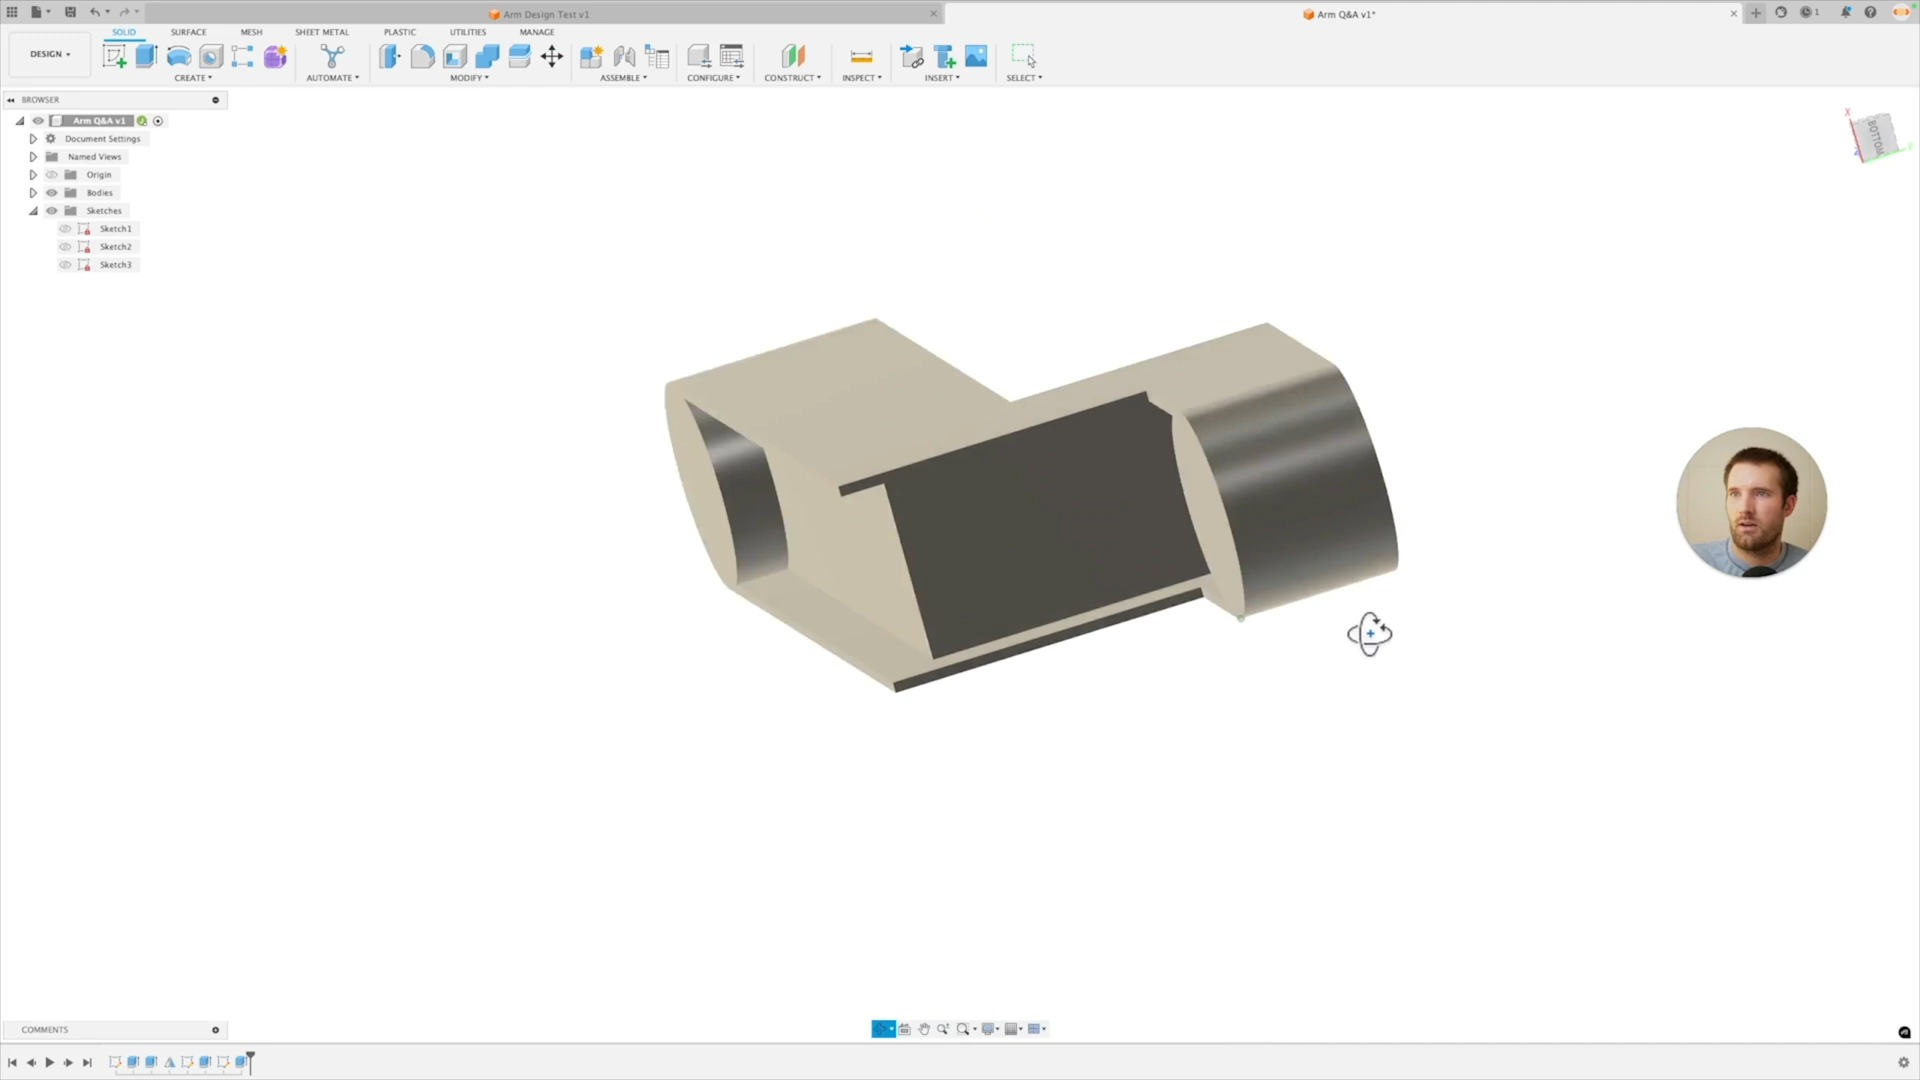 Arm Design Test v1
Arm Q&A v1*
1
DESIGN
SOLID
SURFACE
MESH
SHEET METAL
PLASTIC
UTILITIES
MANAGE
CREATE
AUTOMATE
MODIFY
ASSEMBLE
CONFIGURE
CONSTRUCT
INSPECT
INSERT
SELECT
BROWSER
Arm Q&A v1
Document Settings
Named Views
Origin
Bodies
Sketches
Sketch1
Sketch2
Sketch3
X
BOTTOM
COMMENTS